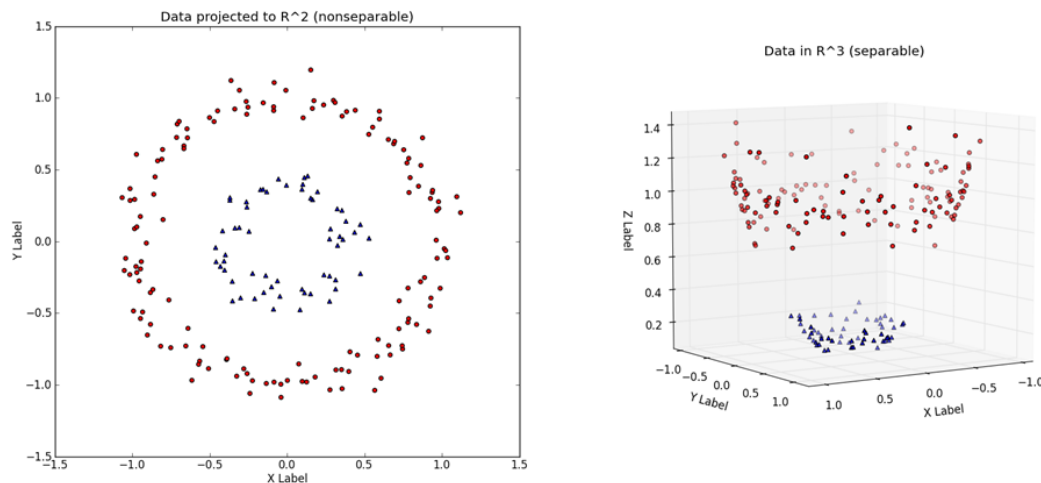 Data projected to R^2 (nonseparable)
1.5
1.0
0.5
0.0
−0.5
−1.0
−1.5
Y Label
−1.5 −1.0 −0.5 0.0 0.5 1.0 1.5
X Label
Data in R^3 (separable)
1.4
1.2
1.0
0.8
0.6
0.4
0.2
Z Label
−1.0 −0.5 0.0 0.5 1.0
Y Label
1.0 0.5 0.0 −0.5 −1.0
X Label